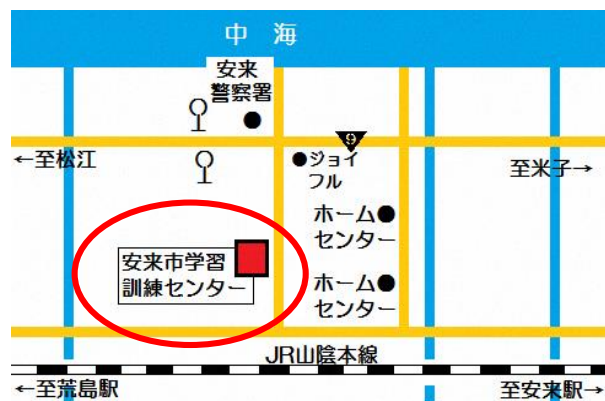 中海
安来
警察署
9
←至松江
ジョイ
フル
至米子→
ホーム
センター
安来市学習
訓練センター
ホーム
センター
JR山陰本線
←至荒島駅
至安来駅→